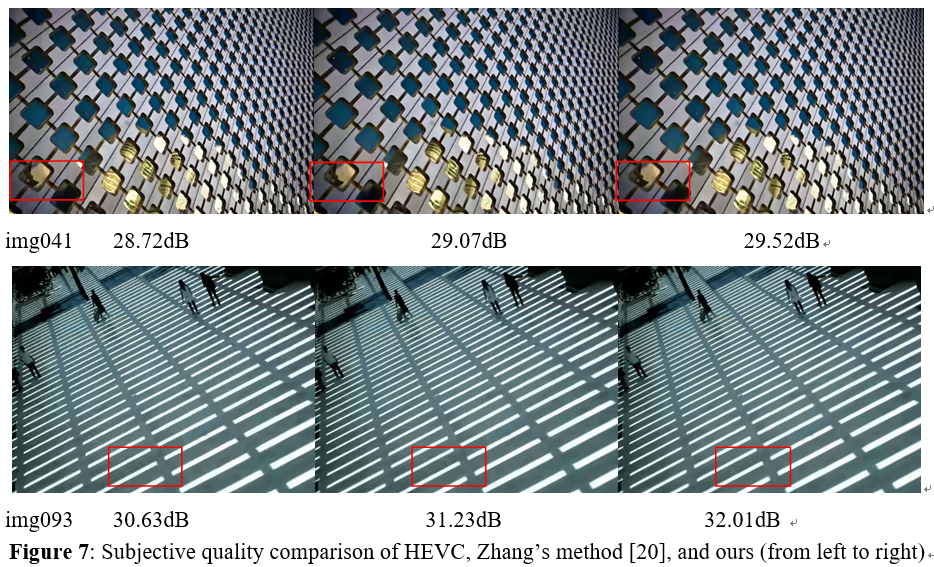 img041 28.72dB 29.07dB 29.52dB
img093 30.63dB 31.23dB 32.01dB
Figure 7: Subjective quality comparison of HEVC, Zhang’s method [20], and ours (from left to right)